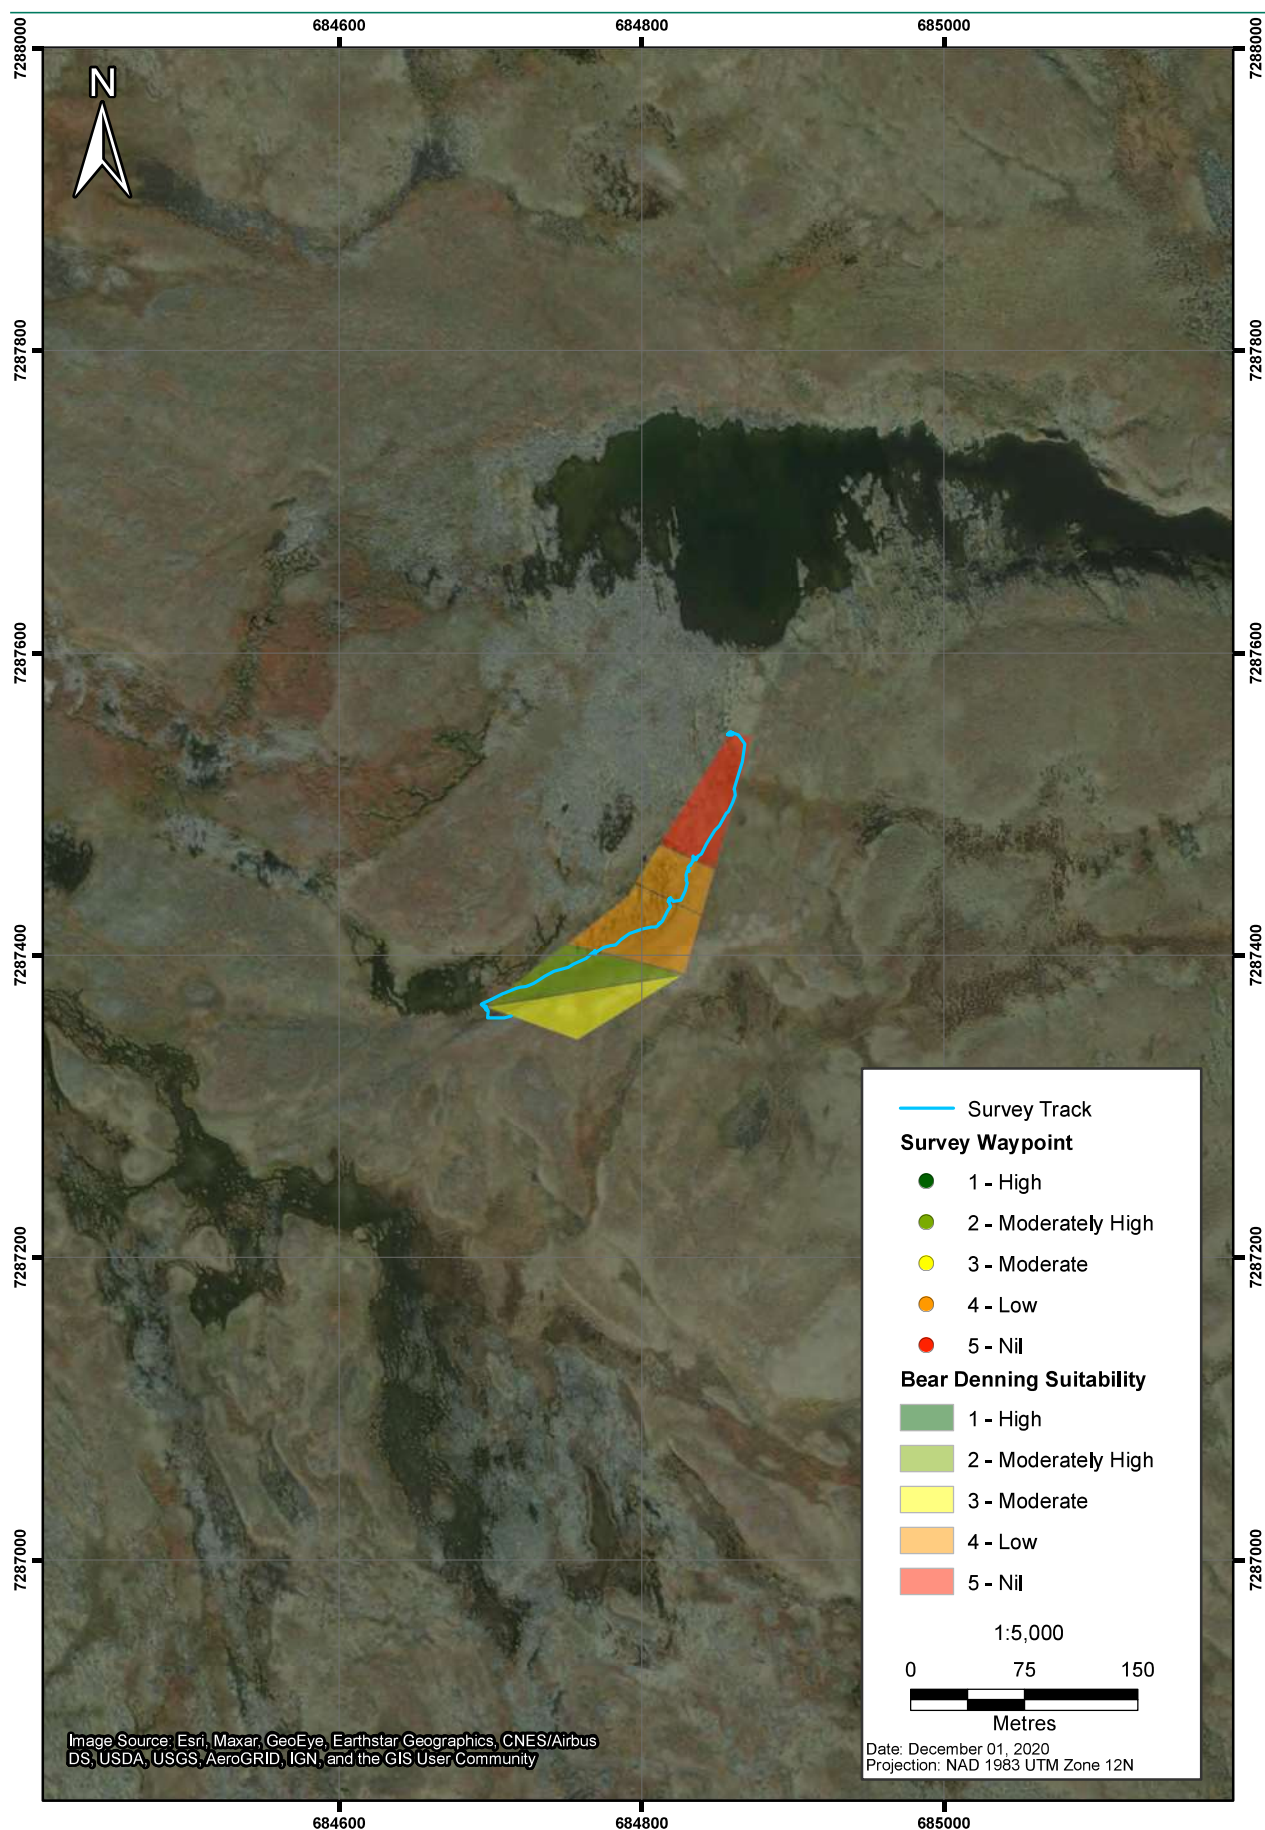 684600 684800 685000
7288000 7288000
N
7287800 7287800
7287600 7287600
7287400 7287400
Survey Track
Survey Waypoint
1 - High
2 - Moderately High
3 - Moderate
4 - Low
5 - Nil
7287200 7287200
Bear Denning Suitability
1 - High
2 - Moderately High
3 - Moderate
4 - Low
5 - Nil
7287000 7287000
1:5,000
0 75 150
Metres
Image Source: Esri, Maxar, GeoEye, Earthstar Geographics, CNES/Airbus
DS, USDA, USGS, AeroGRID, IGN, and the GIS User Community
Date: December 01, 2020
Projection: NAD 1983 UTM Zone 12N
684600 684800 685000